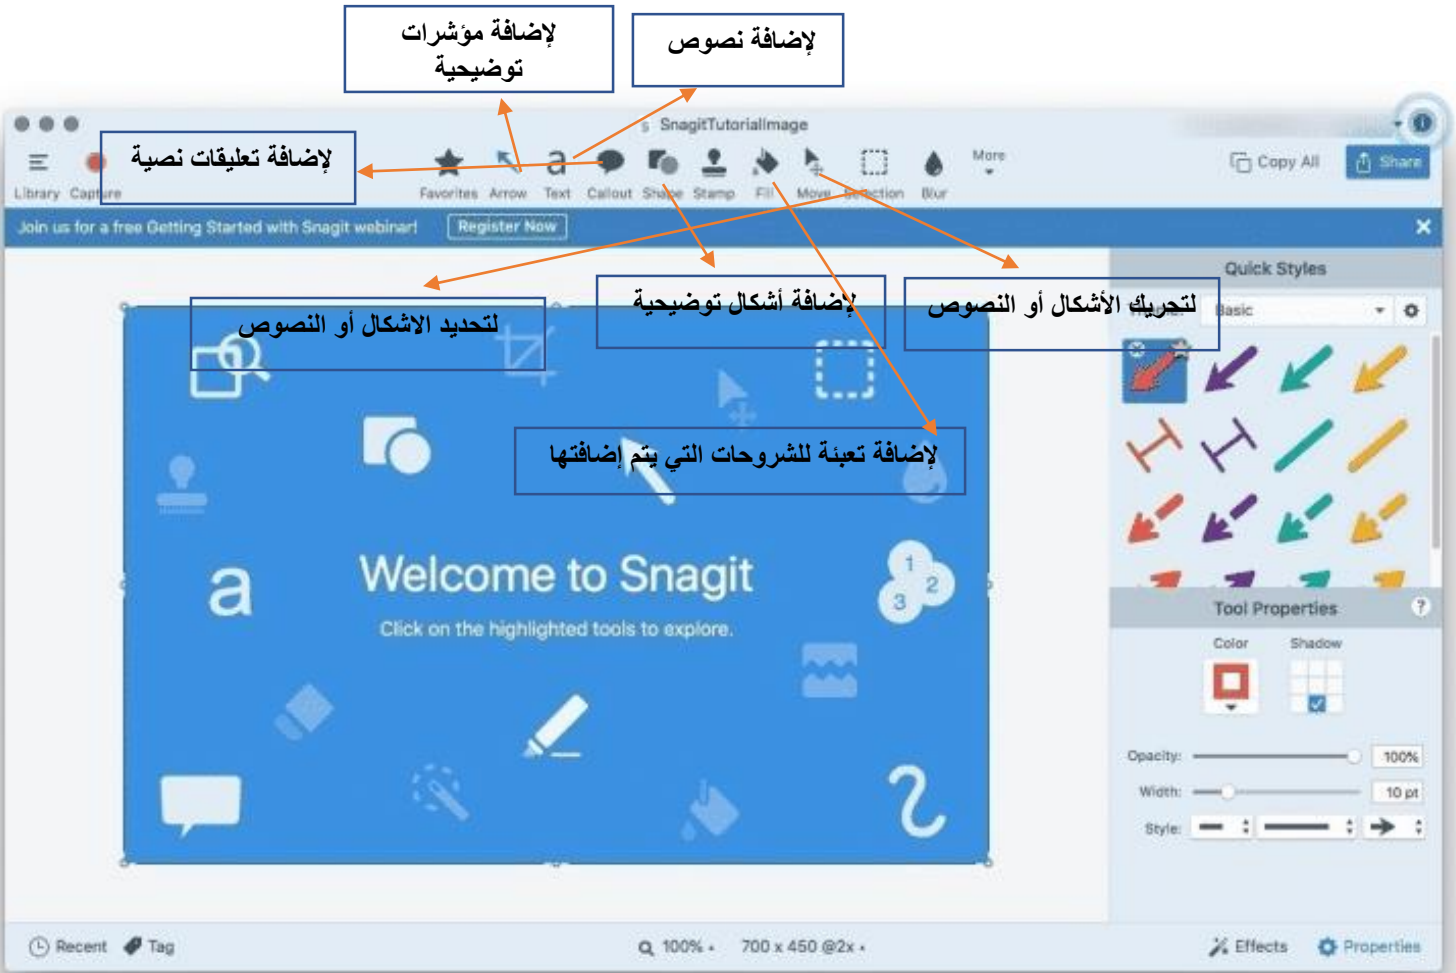 لإضافة مؤشرات
توضيحية
لإضافة نصوص
SnagitTutorialImage
لإضافة تعليقات نصية
Library Capture
Favorites Arrow Text Callout Shape Stamp Fill Move Selection Blur
More
Copy All
Share
Join us for a free Getting Started with Snagit webinar!
Register Now
Quick Styles
لتحديد الاشكال أو النصوص
لإضافة أشكال توضيحية
لتحريك الأشكال أو النصوص
Basic
لإضافة تعبئة للشروحات التي يتم إضافتها
a
Welcome to Snagit
Click on the highlighted tools to explore.
1
2
3
Tool Properties
?
Color Shadow
Opacity: 100%
Width: 10 pt
Style:
Recent Tag
100%
700 x 450 @2x
Effects Properties